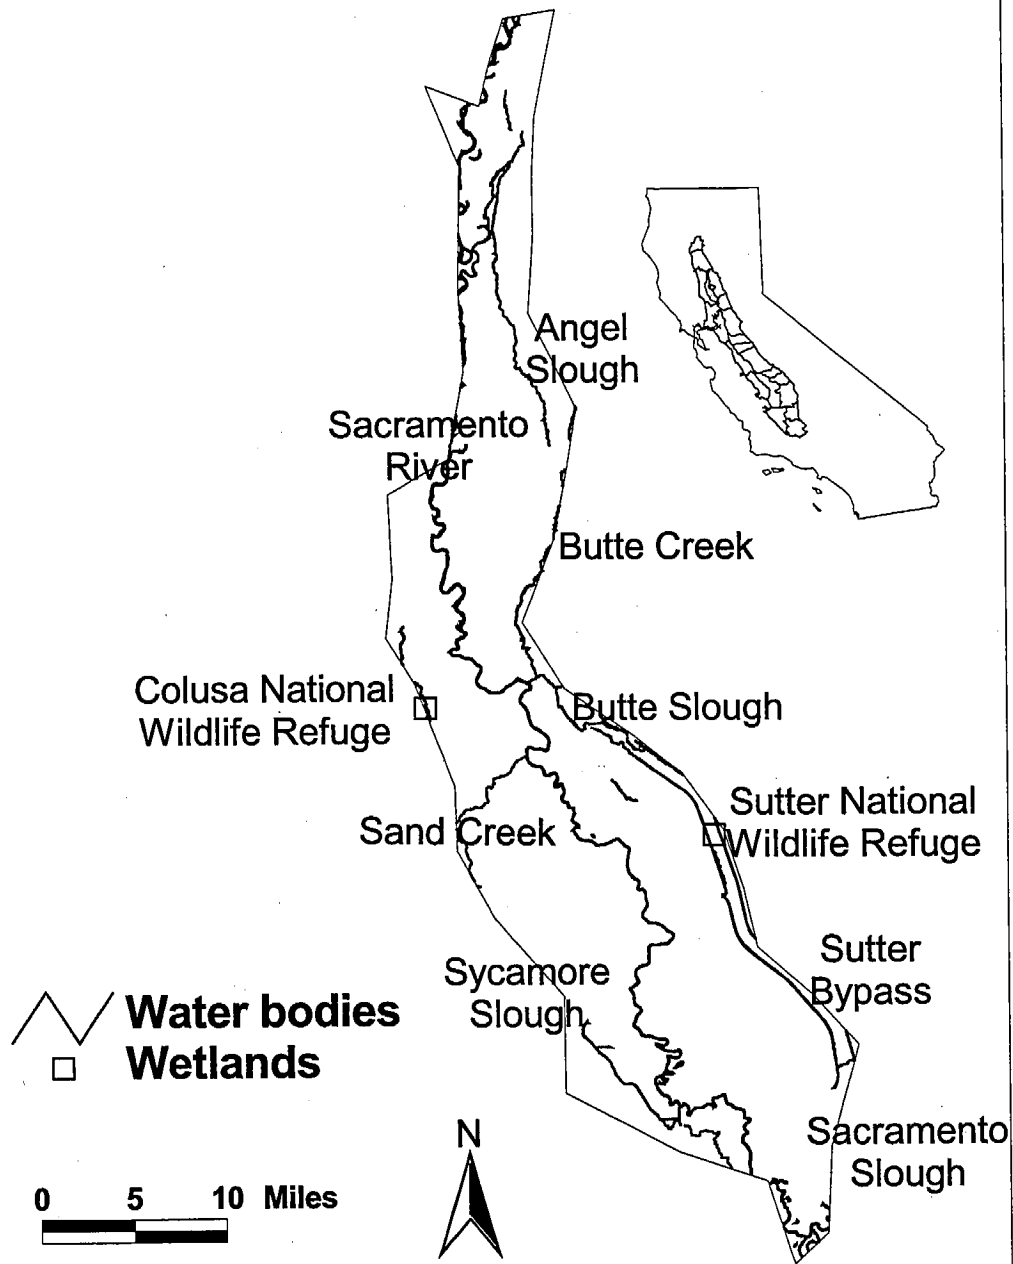 Angel
Slough
Sacramento
River
Butte Creek
Colusa National
Wildlife Refuge
Butte Slough
Sutter National
Wildlife Refuge
Sand Creek
Sutter
Bypass
Sycamore
Slough
Water bodies
Wetlands
N
Sacramento
Slough
0 5 10 Miles